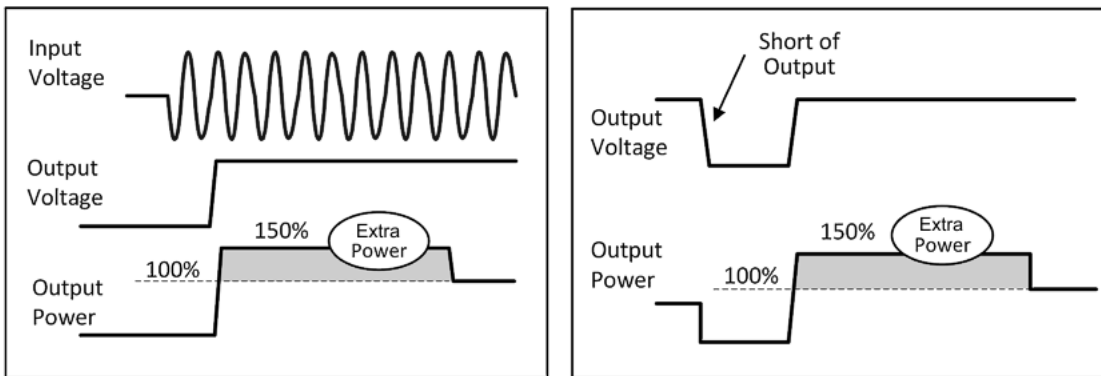 Input
Voltage
Output
Voltage
150%
Extra
Power
100%
Output
Power
Short of
Output
Output
Voltage
150%
Extra
Power
100%
Output
Power